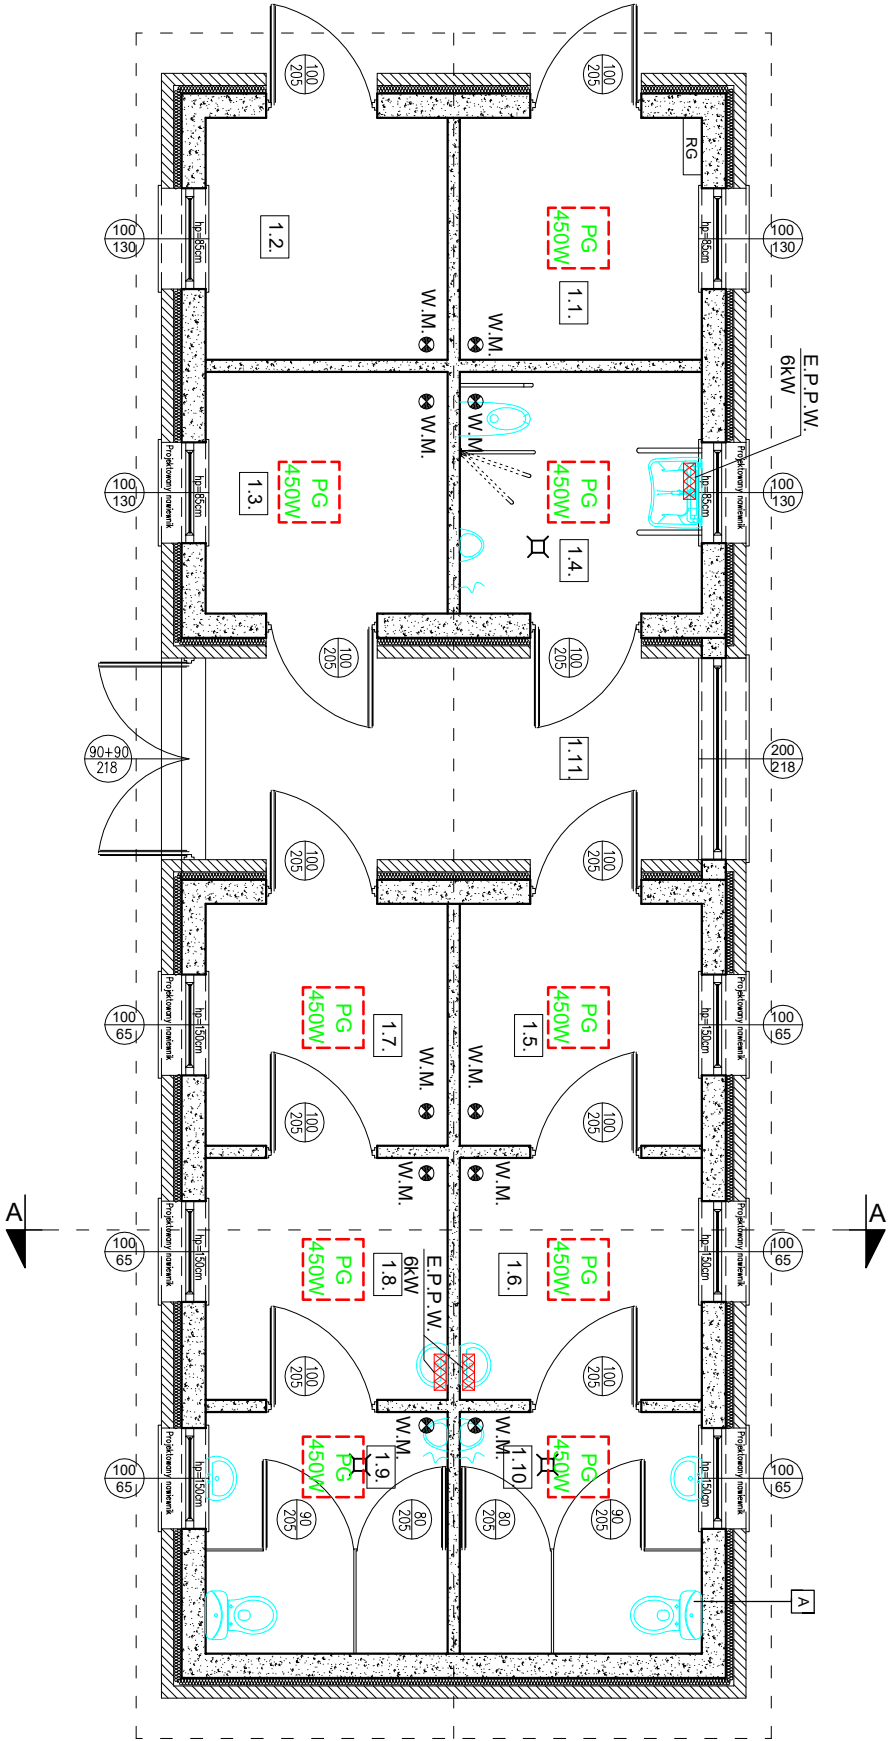 100
205
100
205
RG
PG
450W
1.2.
1.1.
100
130
hp=85cm
hp=85cm
100
130
W.M.
W.M.
E.P.P.W.
6kW
W.M.
W.M.
PG
450W
PG
450W
1.3.
1.4.
100
130
Projektowany nawiewnik
hp=85cm
hp=85cm
Projektowany nawiewnik
100
130
100
205
100
205
1.11.
90+90
218
200
218
100
205
100
205
PG
450W
PG
450W
1.7.
1.5.
100
65
Projektowany nawiewnik
hp=150cm
hp=150cm
Projektowany nawiewnik
100
65
W.M.
W.M.
100
205
100
205
W.M.
W.M.
A
A
PG
450W
PG
450W
1.8.
1.6.
100
65
Projektowany nawiewnik
hp=150cm
hp=150cm
Projektowany nawiewnik
100
65
E.P.P.W.
6kW
100
205
100
205
W.M.
W.M.
PG
450W
PG
450W
1.9
1.10
100
65
Projektowany nawiewnik
hp=150cm
hp=150cm
Projektowany nawiewnik
100
65
90
205
80
205
80
205
90
205
A